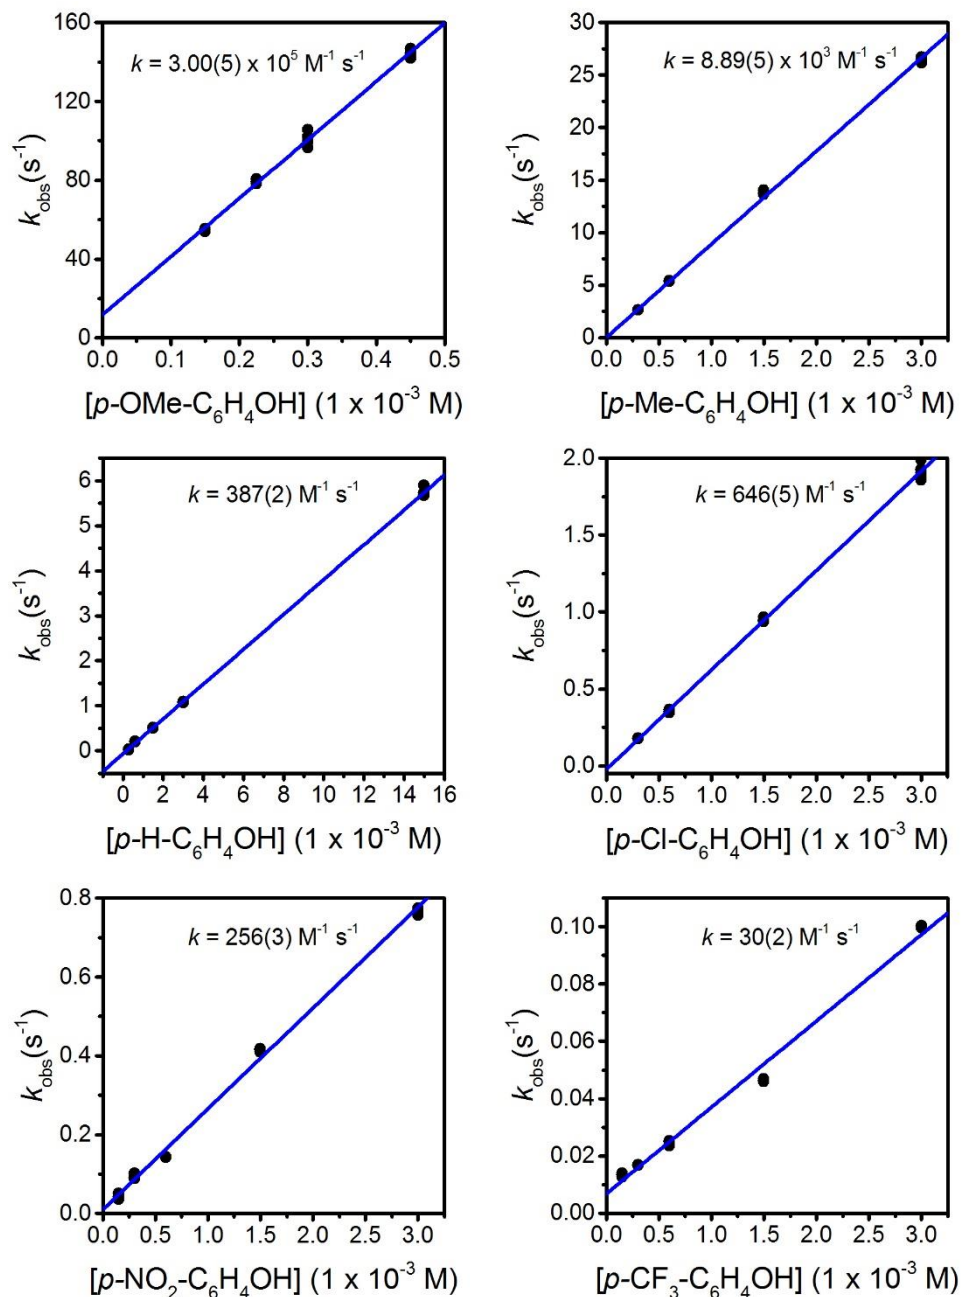 k = 3.00(5) x 10⁵ M⁻¹ s⁻¹
160
120
80
40
0
k_obs(s⁻¹)
0.0 0.1 0.2 0.3 0.4 0.5
[p-OMe-C₆H₄OH] (1 x 10⁻³ M)
k = 8.89(5) x 10³ M⁻¹ s⁻¹
30
25
20
15
10
5
0
k_obs(s⁻¹)
0.0 0.5 1.0 1.5 2.0 2.5 3.0
[p-Me-C₆H₄OH] (1 x 10⁻³ M)
k = 387(2) M⁻¹ s⁻¹
6
5
4
3
2
1
0
k_obs(s⁻¹)
0 2 4 6 8 10 12 14 16
[p-H-C₆H₄OH] (1 x 10⁻³ M)
k = 646(5) M⁻¹ s⁻¹
2.0
1.5
1.0
0.5
0.0
k_obs(s⁻¹)
0.0 0.5 1.0 1.5 2.0 2.5 3.0
[p-Cl-C₆H₄OH] (1 x 10⁻³ M)
k = 256(3) M⁻¹ s⁻¹
0.8
0.6
0.4
0.2
0.0
k_obs(s⁻¹)
0.0 0.5 1.0 1.5 2.0 2.5 3.0
[p-NO₂-C₆H₄OH] (1 x 10⁻³ M)
k = 30(2) M⁻¹ s⁻¹
0.10
0.08
0.06
0.04
0.02
0.00
k_obs(s⁻¹)
0.0 0.5 1.0 1.5 2.0 2.5 3.0
[p-CF₃-C₆H₄OH] (1 x 10⁻³ M)